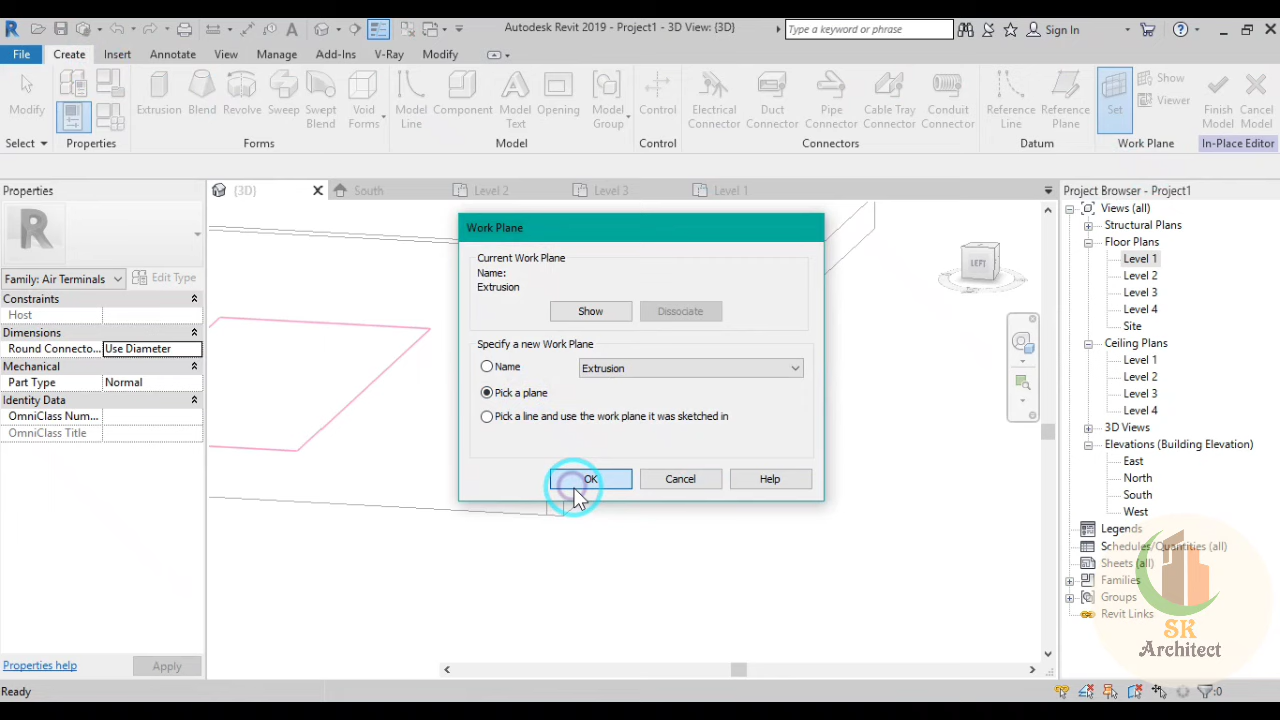 Autodesk Revit 2019 - Project1 - 3D View: {3D}
Type a keyword or phrase
Sign In
File Create Insert Annotate View Manage Add-Ins V-Ray Modify
Modify
Extrusion Blend Revolve Sweep Swept Blend Void Forms
Model Line Component Model Text Opening Model Group
Control
Electrical Connector Duct Connector Pipe Connector Cable Tray Connector Conduit Connector
Reference Line Reference Plane
Set Show Viewer
Finish Model Cancel Model
Select Properties Forms Model Control Connectors Datum Work Plane In-Place Editor
Properties
{3D} South Level 2 Level 3 Level 1
Project Browser - Project1
Family: Air Terminals Edit Type
Constraints
Host
Dimensions
Round Connecto... Use Diameter
Mechanical
Part Type Normal
Identity Data
OmniClass Num...
OmniClass Title
Properties help Apply
Ready
Work Plane
Current Work Plane
Name:
Extrusion
Show Dissociate
Specify a new Work Plane
Name Extrusion
Pick a plane
Pick a line and use the work plane it was sketched in
OK Cancel Help
LEFT
Views (all)
Structural Plans
Floor Plans
Level 1
Level 2
Level 3
Level 4
Site
Ceiling Plans
Level 1
Level 2
Level 3
Level 4
3D Views
Elevations (Building Elevation)
East
North
South
West
Legends
Schedules/Quantities (all)
Sheets (all)
Families
Groups
Revit Links
SK
Architect
:0